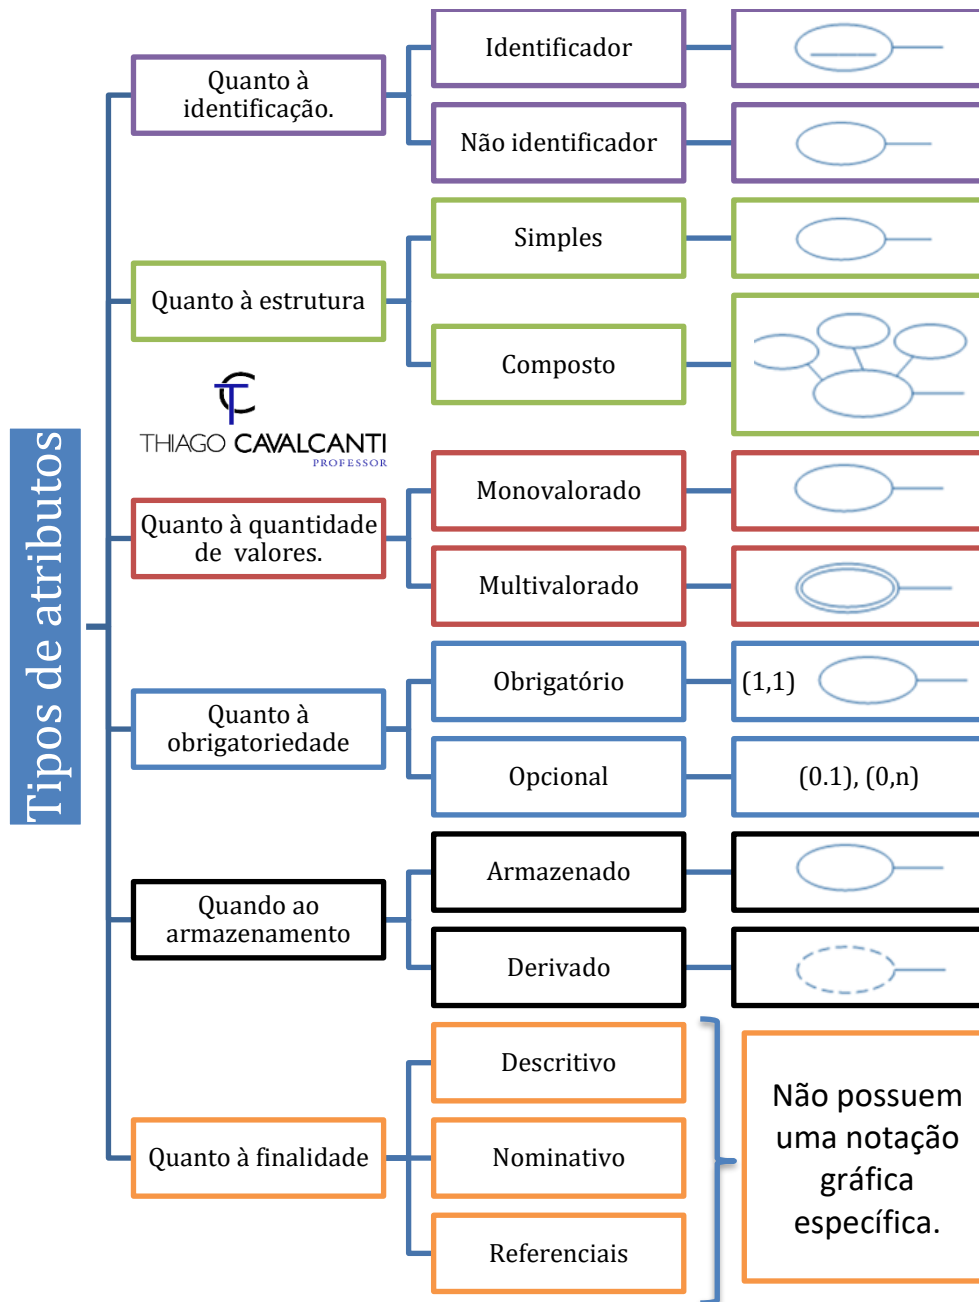 Tipos de atributos
Quanto à
identificação.
Identificador
Não identificador
Quanto à estrutura
Simples
Composto
THIAGO CAVALCANTI
PROFESSOR
Quanto à quantidade
de valores.
Monovalorado
Multivalorado
Quanto à
obrigatoriedade
Obrigatório
(1,1)
Opcional
(0.1), (0,n)
Quando ao
armazenamento
Armazenado
Derivado
Quanto à finalidade
Descritivo
Nominativo
Referenciais
Não possuem
uma notação
gráfica
específica.